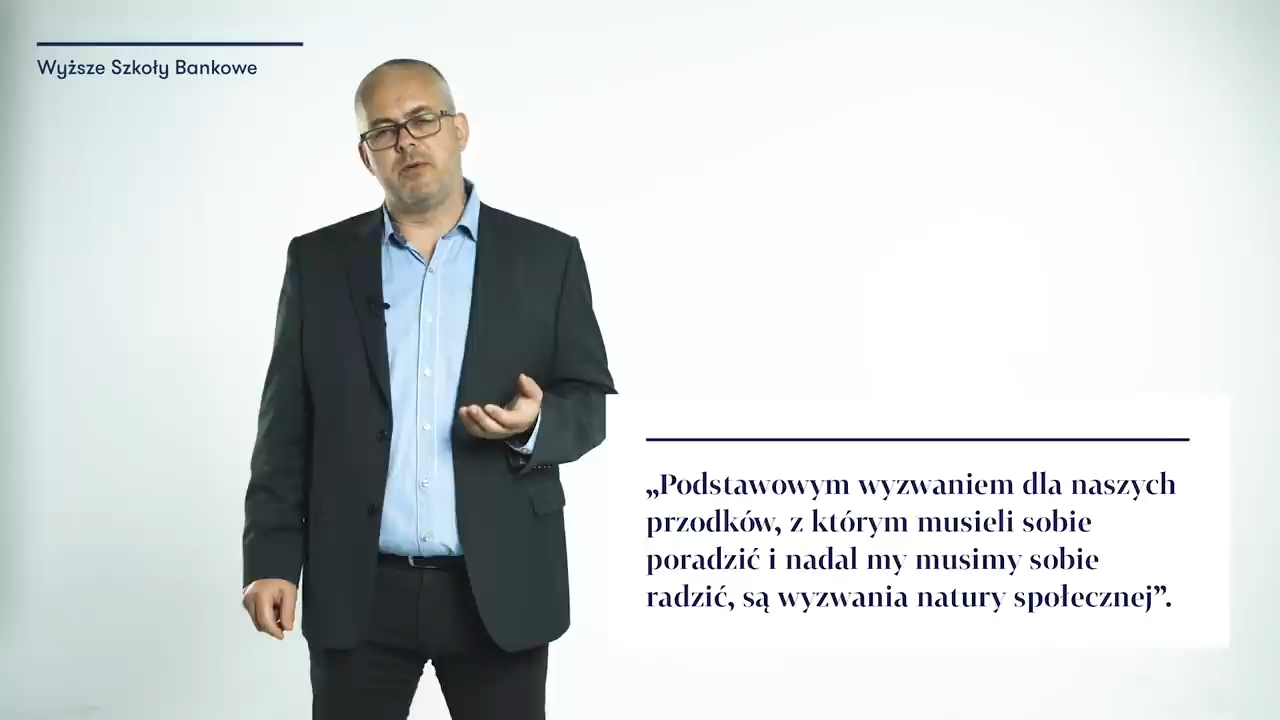 Wyższe Szkoły Bankowe
„Podstawowym wyzwaniem dla naszych
przodków, z którym musieli sobie
poradzić i nadal my musimy sobie
radzić, są wyzwania natury społecznej”.